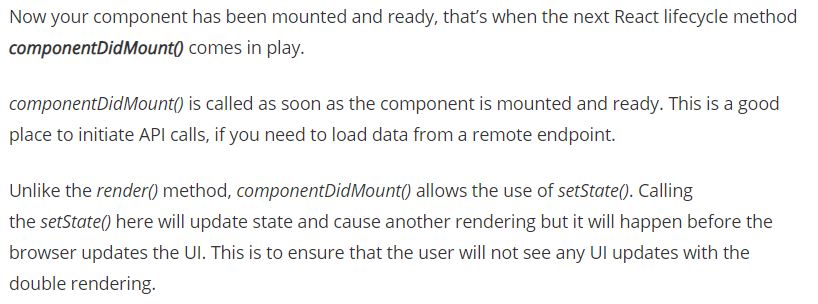 Now your component has been mounted and ready, that’s when the next React lifecycle method
componentDidMount() comes in play.
componentDidMount() is called as soon as the component is mounted and ready. This is a good
place to initiate API calls, if you need to load data from a remote endpoint.
Unlike the render() method, componentDidMount() allows the use of setState(). Calling
the setState() here will update state and cause another rendering but it will happen before the
browser updates the UI. This is to ensure that the user will not see any UI updates with the
double rendering.